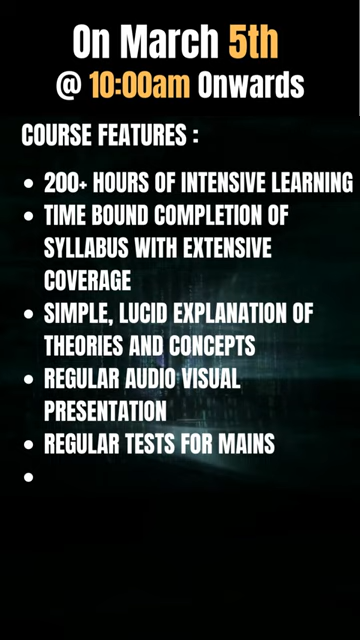 On March 5th
@ 10:00am Onwards
COURSE FEATURES :
• 200+ HOURS OF INTENSIVE LEARNING
• TIME BOUND COMPLETION OF
SYLLABUS WITH EXTENSIVE
COVERAGE
• SIMPLE, LUCID EXPLANATION OF
THEORIES AND CONCEPTS
• REGULAR AUDIO VISUAL
PRESENTATION
• REGULAR TESTS FOR MAINS
•